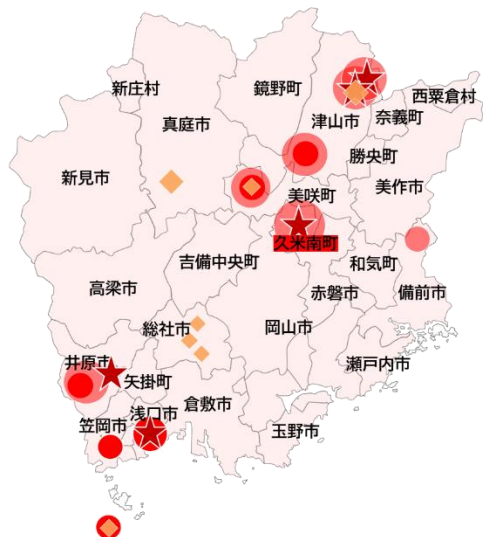 新庄村
鏡野町
西粟倉村
真庭市
津山市
奈義町
勝央町
新見市
美作市
美咲町
久米南町
吉備中央町
和気町
高梁市
赤磐市
備前市
総社市
岡山市
井原市
矢掛町
瀬戸内市
浅口市
倉敷市
笠岡市
玉野市